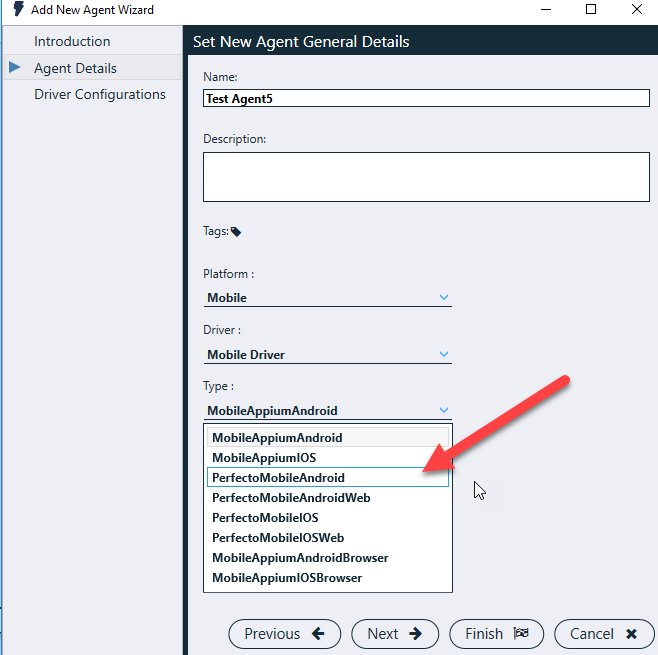 Add New Agent Wizard
Introduction
Agent Details
Driver Configurations
Set New Agent General Details
Name:
Test Agent5
Description:
Tags:
Platform :
Mobile
Driver :
Mobile Driver
Type :
MobileAppiumAndroid
MobileAppiumAndroid
MobileAppiumIOS
PerfectoMobileAndroid
PerfectoMobileAndroidWeb
PerfectoMobileIOS
PerfectoMobileIOSWeb
MobileAppiumAndroidBrowser
MobileAppiumIOSBrowser
Previous Next Finish Cancel